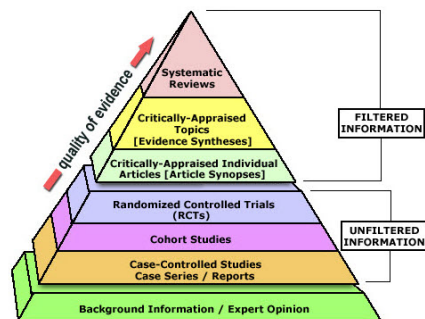 quality of evidence
Systematic
Reviews
Critically-Appraised
Topics
[Evidence Syntheses]
Critically-Appraised Individual
Articles [Article Synopses]
FILTERED
INFORMATION
Randomized Controlled Trials
(RCTs)
Cohort Studies
UNFILTERED
INFORMATION
Case-Controlled Studies
Case Series / Reports
Background Information / Expert Opinion